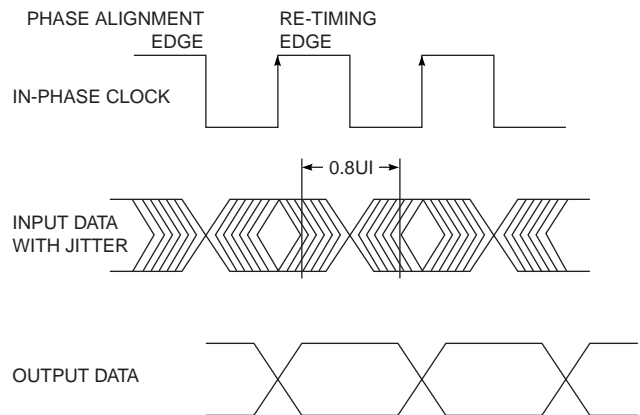 PHASE ALIGNMENT
EDGE
RE-TIMING
EDGE
IN-PHASE CLOCK
0.8UI
INPUT DATA
WITH JITTER
OUTPUT DATA